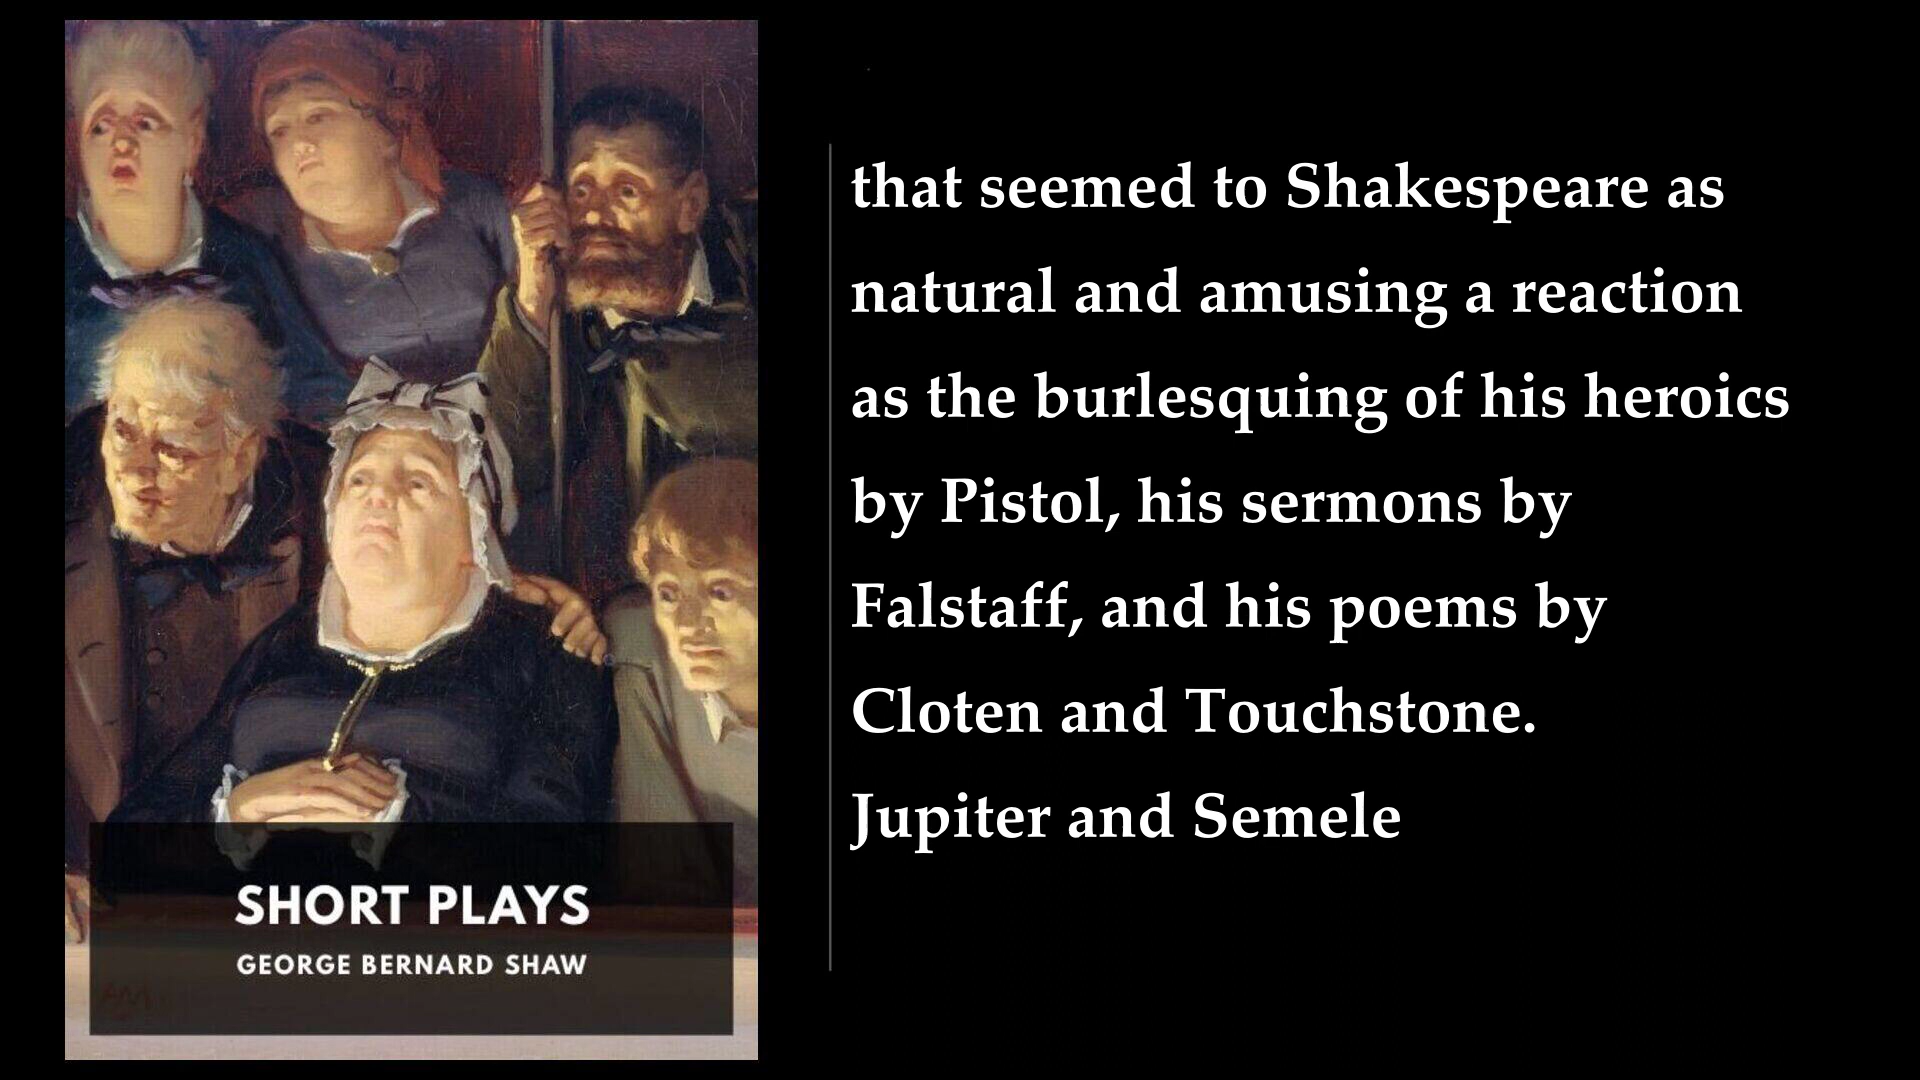 that seemed to Shakespeare as
natural and amusing a reaction
as the burlesquing of his heroics
by Pistol, his sermons by
Falstaff, and his poems by
Cloten and Touchstone.
Jupiter and Semele
SHORT PLAYS
GEORGE BERNARD SHAW